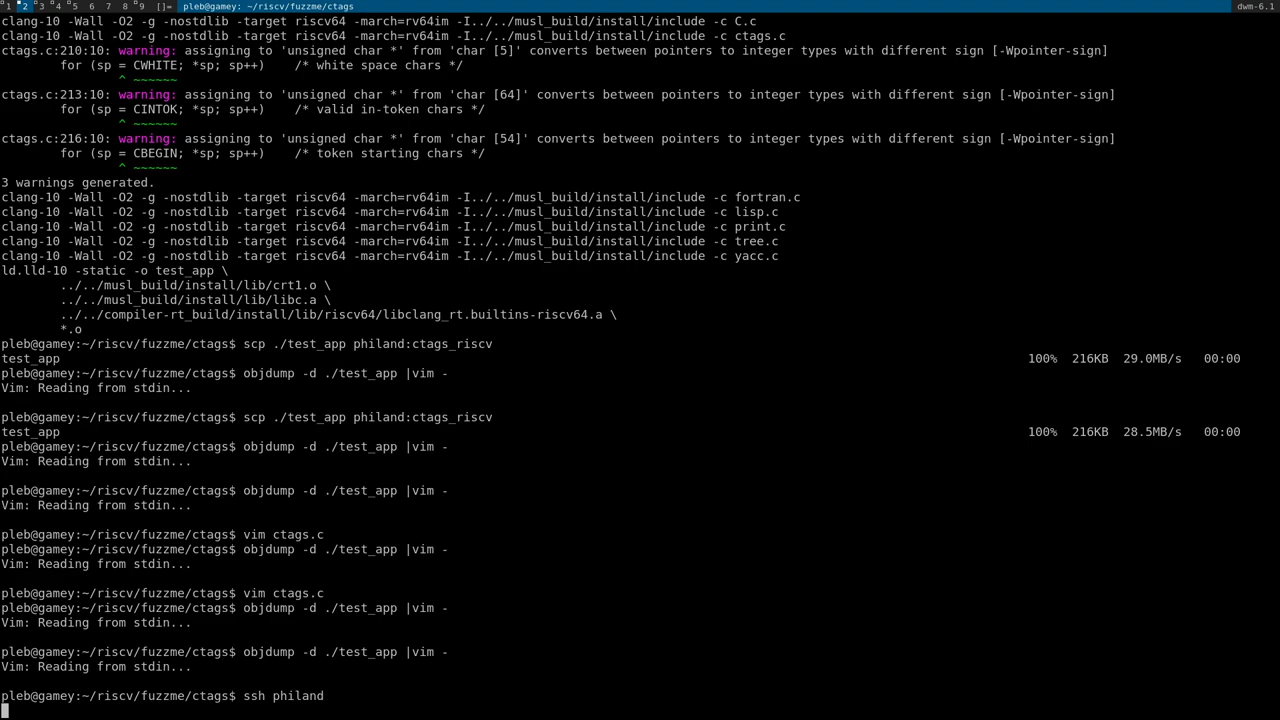 1 2 3 4 5 6 7 8 9 []= pleb@gamey: ~/riscv/fuzzme/ctags dwm-6.1
clang-10 -Wall -O2 -g -nostdlib -target riscv64 -march=rv64im -I../../musl_build/install/include -c C.c
clang-10 -Wall -O2 -g -nostdlib -target riscv64 -march=rv64im -I../../musl_build/install/include -c ctags.c
ctags.c:210:10: warning: assigning to 'unsigned char *' from 'char [5]' converts between pointers to integer types with different sign [-Wpointer-sign]
        for (sp = CWHITE; *sp; sp++)    /* white space chars */
                ^ ~~~~~~
ctags.c:213:10: warning: assigning to 'unsigned char *' from 'char [64]' converts between pointers to integer types with different sign [-Wpointer-sign]
        for (sp = CINTOK; *sp; sp++)    /* valid in-token chars */
                ^ ~~~~~~
ctags.c:216:10: warning: assigning to 'unsigned char *' from 'char [54]' converts between pointers to integer types with different sign [-Wpointer-sign]
        for (sp = CBEGIN; *sp; sp++)    /* token starting chars */
                ^ ~~~~~~
3 warnings generated.
clang-10 -Wall -O2 -g -nostdlib -target riscv64 -march=rv64im -I../../musl_build/install/include -c fortran.c
clang-10 -Wall -O2 -g -nostdlib -target riscv64 -march=rv64im -I../../musl_build/install/include -c lisp.c
clang-10 -Wall -O2 -g -nostdlib -target riscv64 -march=rv64im -I../../musl_build/install/include -c print.c
clang-10 -Wall -O2 -g -nostdlib -target riscv64 -march=rv64im -I../../musl_build/install/include -c tree.c
clang-10 -Wall -O2 -g -nostdlib -target riscv64 -march=rv64im -I../../musl_build/install/include -c yacc.c
ld.lld-10 -static -o test_app \
        ../../musl_build/install/lib/crt1.o \
        ../../musl_build/install/lib/libc.a \
        ../../compiler-rt_build/install/lib/riscv64/libclang_rt.builtins-riscv64.a \
        *.o
pleb@gamey:~/riscv/fuzzme/ctags$ scp ./test_app philand:ctags_riscv
test_app 100% 216KB 29.0MB/s 00:00
pleb@gamey:~/riscv/fuzzme/ctags$ objdump -d ./test_app |vim -
Vim: Reading from stdin...
pleb@gamey:~/riscv/fuzzme/ctags$ scp ./test_app philand:ctags_riscv
test_app 100% 216KB 28.5MB/s 00:00
pleb@gamey:~/riscv/fuzzme/ctags$ objdump -d ./test_app |vim -
Vim: Reading from stdin...
pleb@gamey:~/riscv/fuzzme/ctags$ objdump -d ./test_app |vim -
Vim: Reading from stdin...
pleb@gamey:~/riscv/fuzzme/ctags$ vim ctags.c
pleb@gamey:~/riscv/fuzzme/ctags$ objdump -d ./test_app |vim -
Vim: Reading from stdin...
pleb@gamey:~/riscv/fuzzme/ctags$ vim ctags.c
pleb@gamey:~/riscv/fuzzme/ctags$ objdump -d ./test_app |vim -
Vim: Reading from stdin...
pleb@gamey:~/riscv/fuzzme/ctags$ objdump -d ./test_app |vim -
Vim: Reading from stdin...
pleb@gamey:~/riscv/fuzzme/ctags$ ssh philand